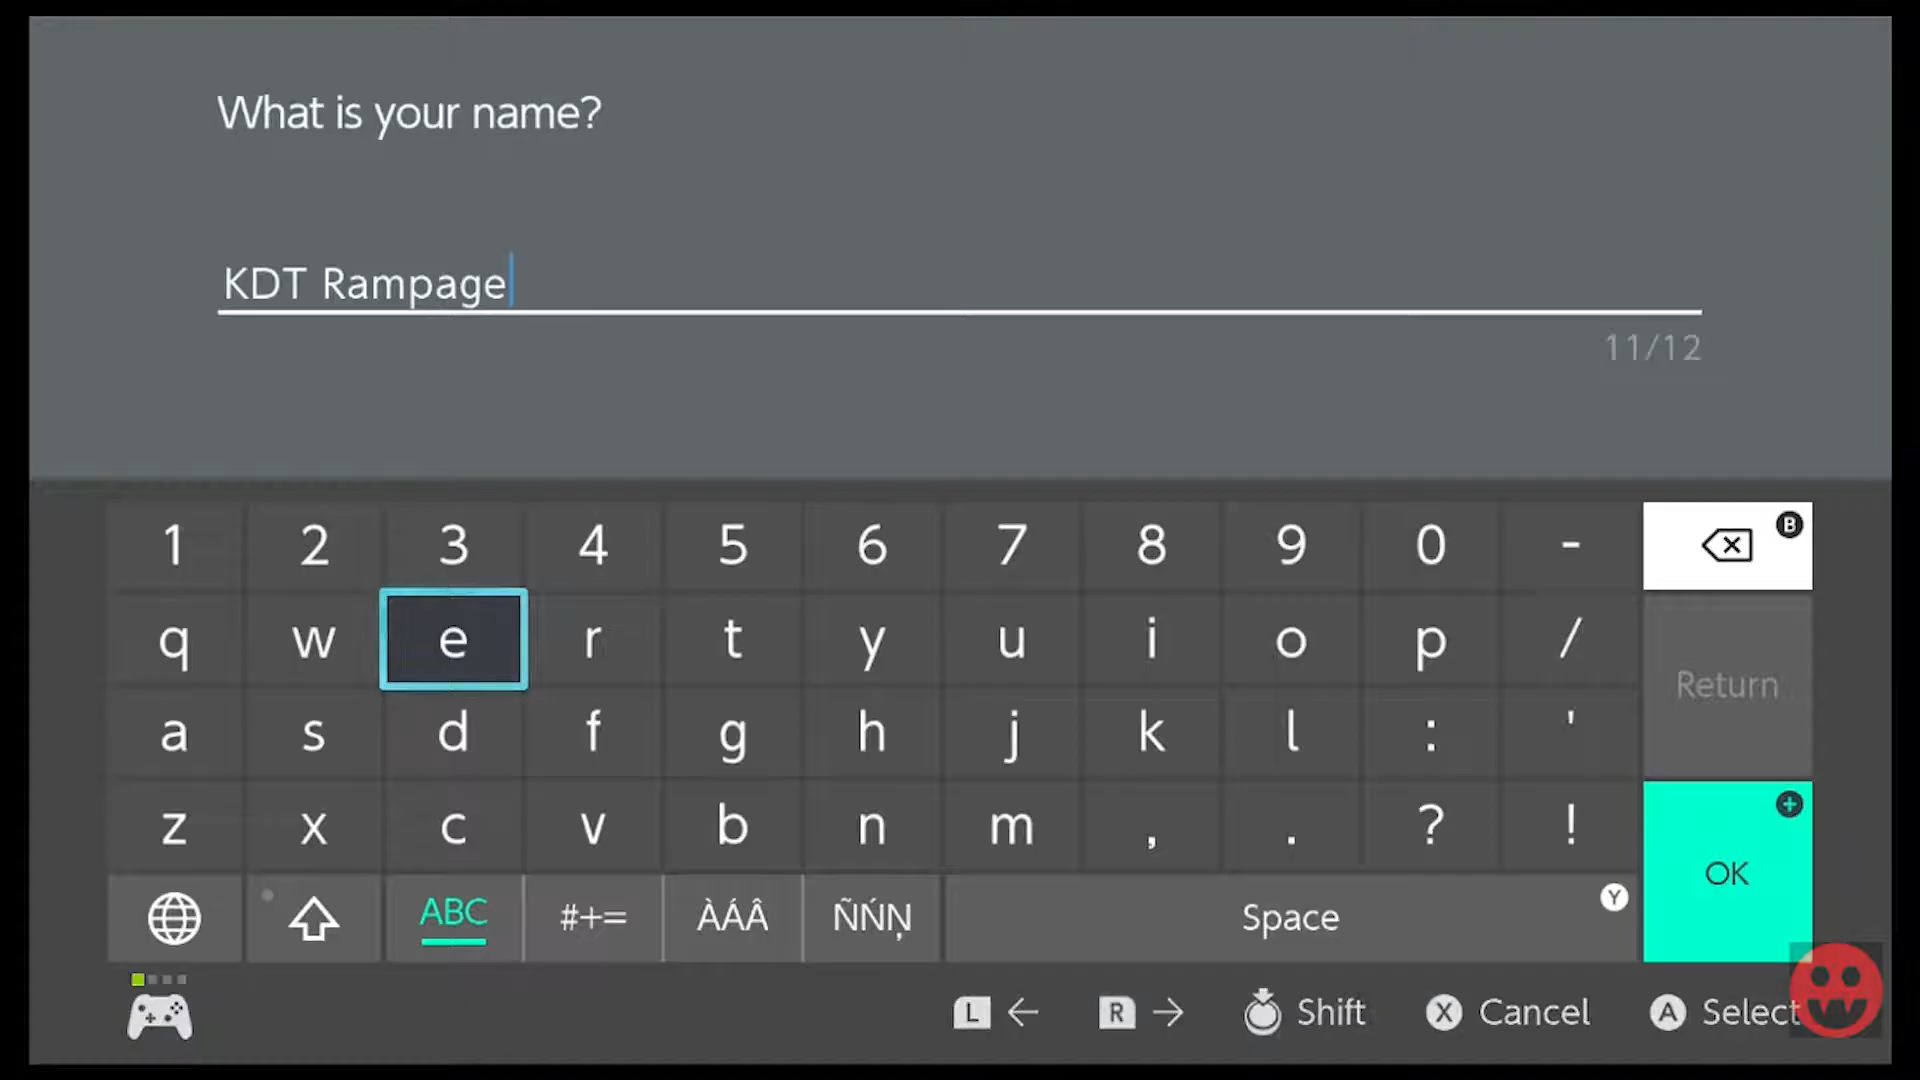 What is your name?
KDT Rampage
11/12
1 2 3 4 5 6 7 8 9 0 - B
q w e r t y u i o p / Return
a s d f g h j k l : '
z x c v b n m , . ? ! OK
ABC #+= ÀÁÂ ÑŃŅ Space Y
L ← R → Shift X Cancel A Select